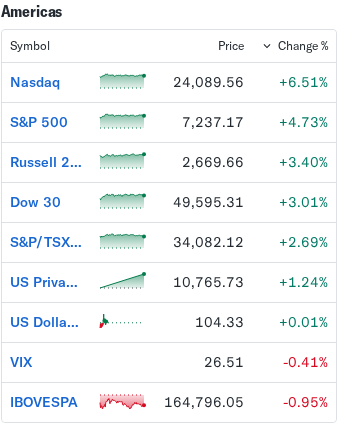 Americas
Symbol Price Change %
Nasdaq 24,089.56 +6.51%
S&P 500 7,237.17 +4.73%
Russell 2... 2,669.66 +3.40%
Dow 30 49,595.31 +3.01%
S&P/TSX... 34,082.12 +2.69%
US Priva... 10,765.73 +1.24%
US Dolla... 104.33 +0.01%
VIX 26.51 -0.41%
IBOVESPA 164,796.05 -0.95%